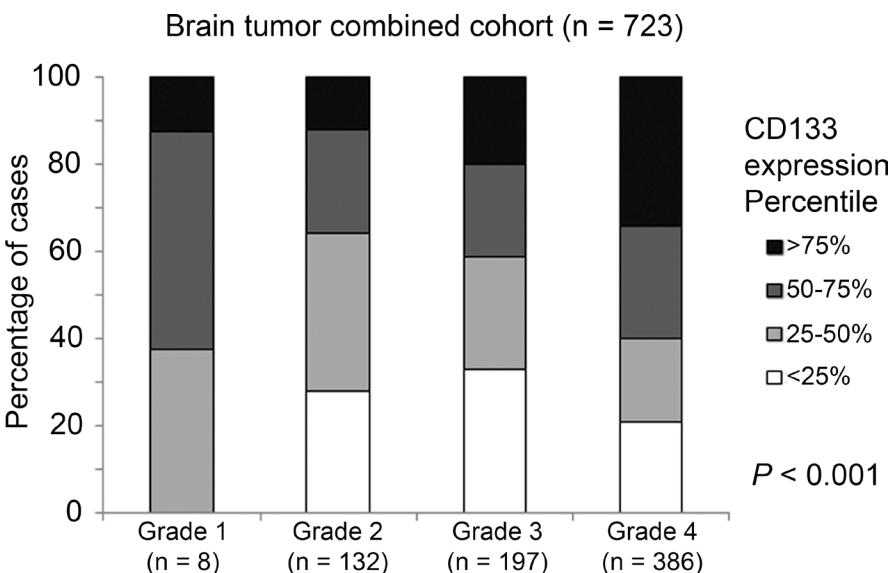 Brain tumor combined cohort (n = 723)
Percentage of cases
100
80
60
40
20
0
Grade 1
(n = 8)
Grade 2
(n = 132)
Grade 3
(n = 197)
Grade 4
(n = 386)
CD133
expression
Percentile
>75%
50-75%
25-50%
<25%
P < 0.001